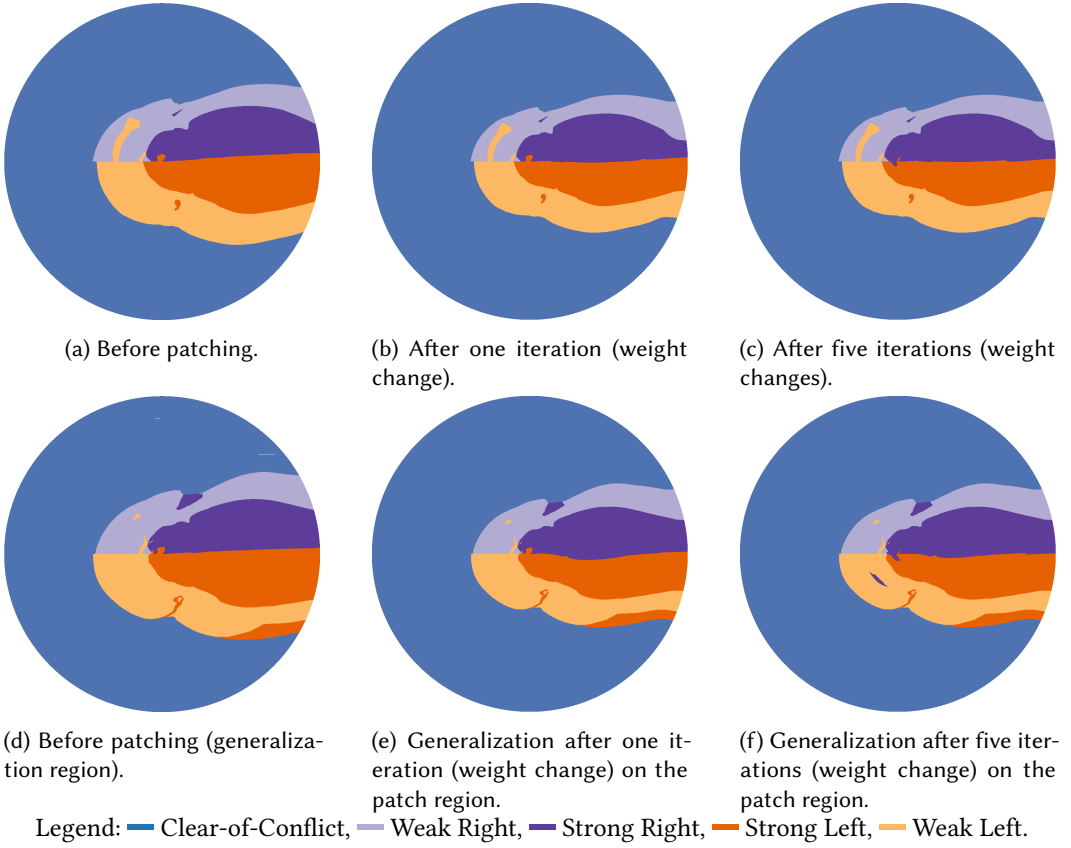 (a) Before patching.
(b) After one iteration (weight
change).
(c) After five iterations (weight
changes).
(d) Before patching (generaliza-
tion region).
(e) Generalization after one it-
eration (weight change) on the
patch region.
(f) Generalization after five iter-
ations (weight change) on the
patch region.
Legend: Clear-of-Conflict, Weak Right, Strong Right, Strong Left, Weak Left.